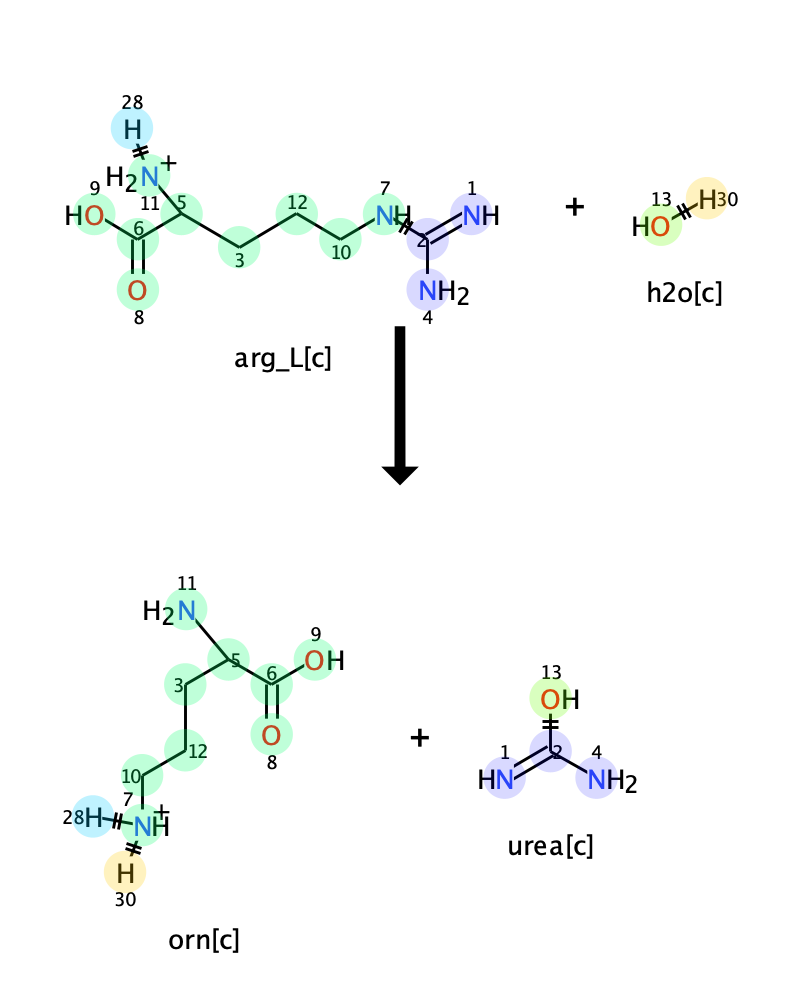 28
H
H2N+
9
11
5
12
7
1
13
HO
6
NH
2
NH
+
HO
H30
3
10
O
NH2
8
4
h2o[c]
arg_L[c]
11
H2N
9
5
6
OH
3
13
OH
O
12
8
+
1
2
4
10
HN
NH2
7
28H
NH+
H
30
urea[c]
orn[c]